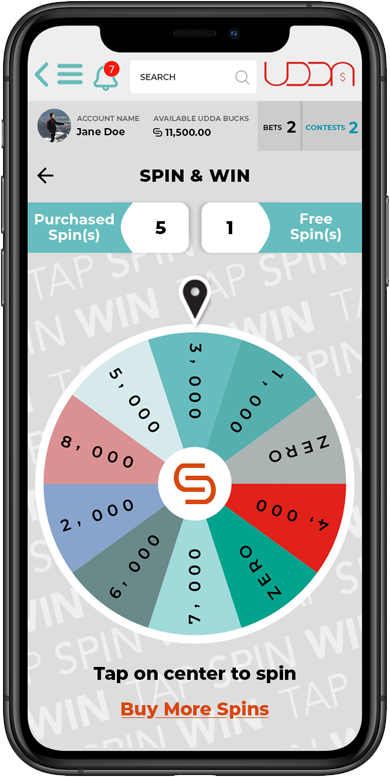 7
SEARCH
UDDA S
ACCOUNT NAME
Jane Doe
AVAILABLE UDDA BUCKS
S 11,500.00
BETS 2
CONTESTS 2
SPIN & WIN
Purchased
Spin(s)
5
1
Free
Spin(s)
TAP SPIN WIN
3,000
1,000
ZERO
4,000
ZERO
7,000
6,000
2,000
8,000
5,000
S
Tap on center to spin
Buy More Spins